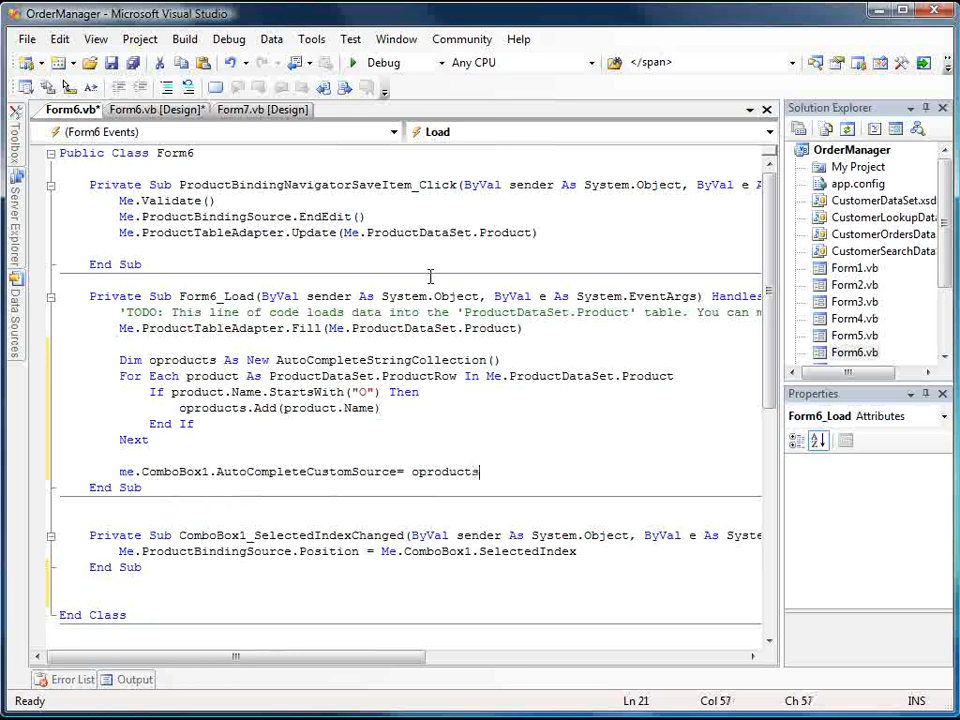 OrderManager - Microsoft Visual Studio
File Edit View Project Build Debug Data Tools Test Window Community Help
Debug Any CPU </span>
Form6.vb* Form6.vb [Design]* Form7.vb [Design]
(Form6 Events) Load
Public Class Form6
Private Sub ProductBindingNavigatorSaveItem_Click(ByVal sender As System.Object, ByVal e A
Me.Validate()
Me.ProductBindingSource.EndEdit()
Me.ProductTableAdapter.Update(Me.ProductDataSet.Product)
End Sub
Private Sub Form6_Load(ByVal sender As System.Object, ByVal e As System.EventArgs) Handles
'TODO: This line of code loads data into the 'ProductDataSet.Product' table. You can m
Me.ProductTableAdapter.Fill(Me.ProductDataSet.Product)
Dim oproducts As New AutoCompleteStringCollection()
For Each product As ProductDataSet.ProductRow In Me.ProductDataSet.Product
If product.Name.StartsWith("O") Then
oproducts.Add(product.Name)
End If
Next
me.ComboBox1.AutoCompleteCustomSource= oproducts
End Sub
Private Sub ComboBox1_SelectedIndexChanged(ByVal sender As System.Object, ByVal e As Syste
Me.ProductBindingSource.Position = Me.ComboBox1.SelectedIndex
End Sub
End Class
Toolbox
Server Explorer
Data Sources
Solution Explorer
OrderManager
My Project
app.config
CustomerDataSet.xsd
CustomerLookupData
CustomerOrdersData
CustomerSearchData
Form1.vb
Form2.vb
Form3.vb
Form4.vb
Form5.vb
Form6.vb
Properties
Form6_Load Attributes
Error List Output
Ready Ln 21 Col 57 Ch 57 INS